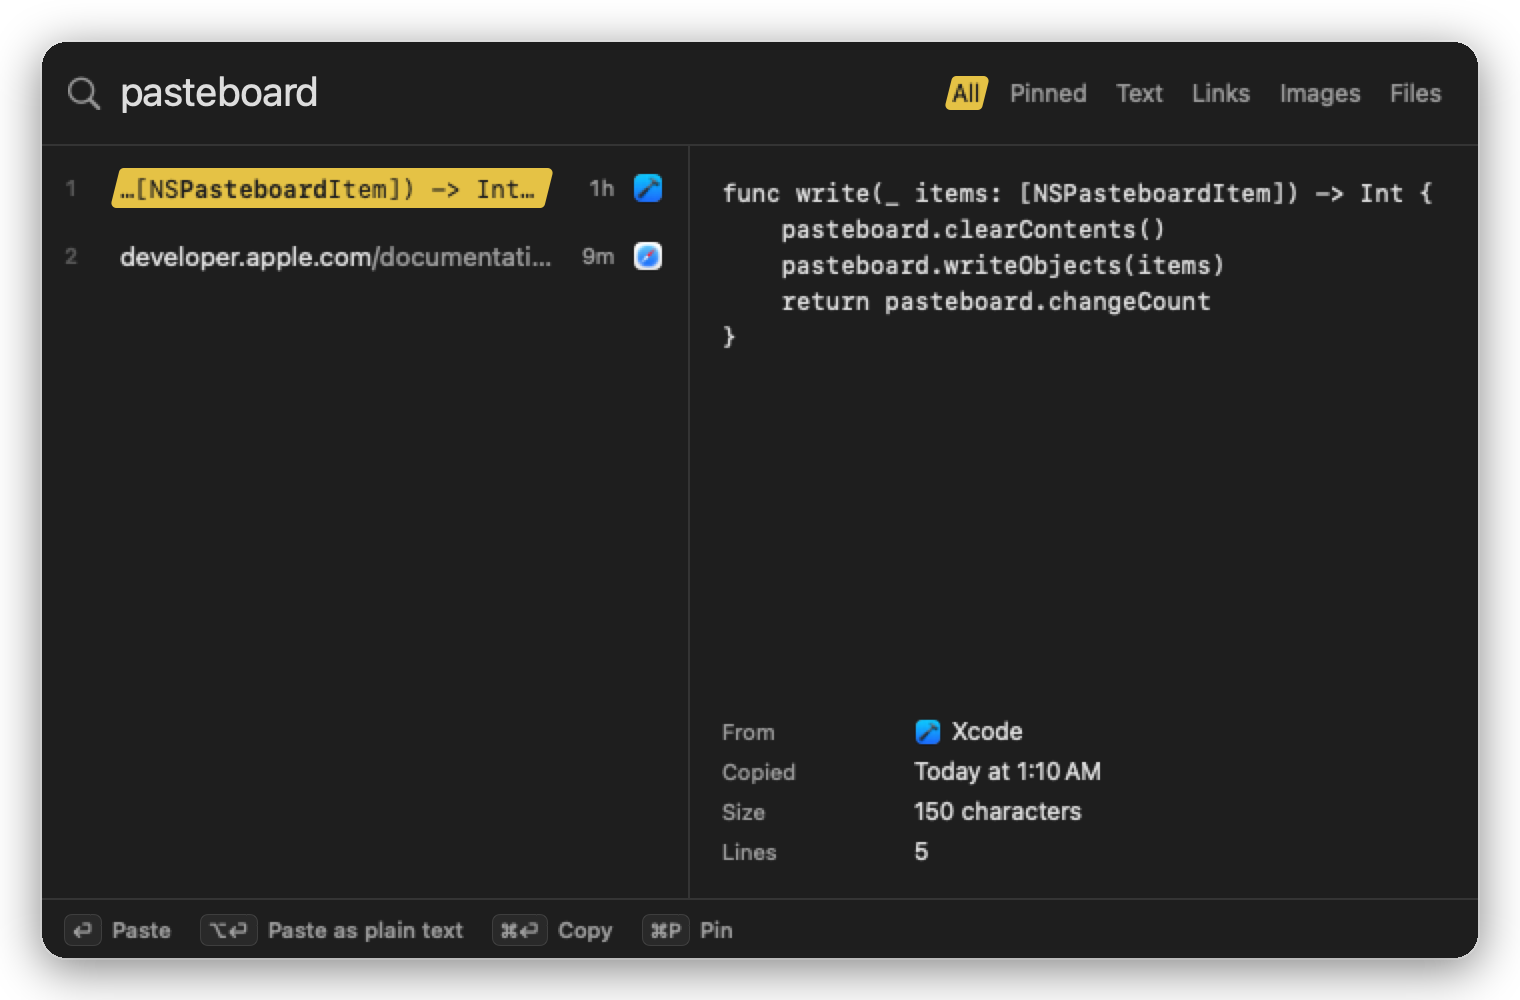 pasteboard
All Pinned Text Links Images Files
1 …[NSPasteboardItem]) -> Int… 1h
2 developer.apple.com/documentati... 9m
func write(_ items: [NSPasteboardItem]) -> Int {
    pasteboard.clearContents()
    pasteboard.writeObjects(items)
    return pasteboard.changeCount
}
From Xcode
Copied Today at 1:10 AM
Size 150 characters
Lines 5
⏎ Paste ⌥⏎ Paste as plain text ⌘⏎ Copy ⌘P Pin